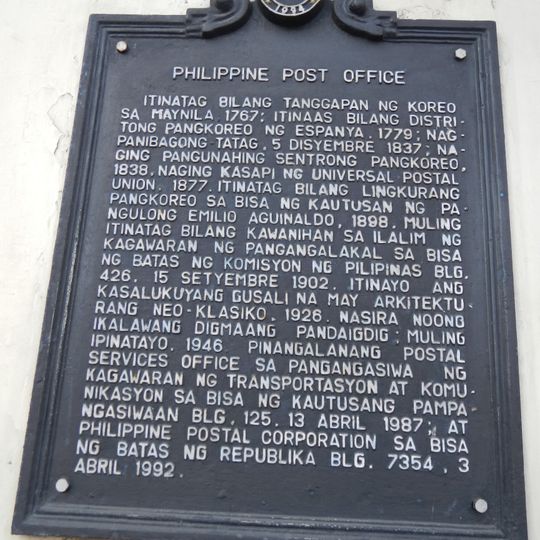 1994
PHILIPPINE POST OFFICE
ITINATAG BILANG TANGGAPAN NG KOREO
SA MAYNILA, 1767; ITINAAS BILANG DISTRI-
TONG PANGKOREO NG ESPANYA, 1779; NAG-
PANIBAGONG TATAG, 5 DISYEMBRE 1837; NA-
GING PANGUNAHING SENTRONG PANGKOREO,
1838. NAGING KASAPI NG UNIVERSAL POSTAL
UNION, 1877. ITINATAG BILANG LINGKURANG
PANGKOREO SA BISA NG KAUTUSAN NG PA-
NGULONG EMILIO AGUINALDO, 1898. MULING
ITINATAG BILANG KAWANIHAN SA ILALIM NG
KAGAWARAN NG PANGANGALAKAL SA BISA
NG BATAS NG KOMISYON NG PILIPINAS BLG.
426, 15 SETYEMBRE 1902. ITINAYO ANG
KASALUKUYANG GUSALI NA MAY ARKITEKTU-
RANG NEO-KLASIKO, 1926. NASIRA NOONG
IKALAWANG DIGMAANG PANDAIGDIG; MULING
IPINATAYO, 1946 PINANGALANANG POSTAL
SERVICES OFFICE SA PANGANGASIWA NG
KAGAWARAN NG TRANSPORTASYON AT KOMU-
NIKASYON SA BISA NG KAUTUSANG PAMPA-
NGASIWAAN BLG. 125, 13 ABRIL 1987; AT
PHILIPPINE POSTAL CORPORATION SA BISA
NG BATAS NG REPUBLIKA BLG. 7354, 3
ABRIL 1992.